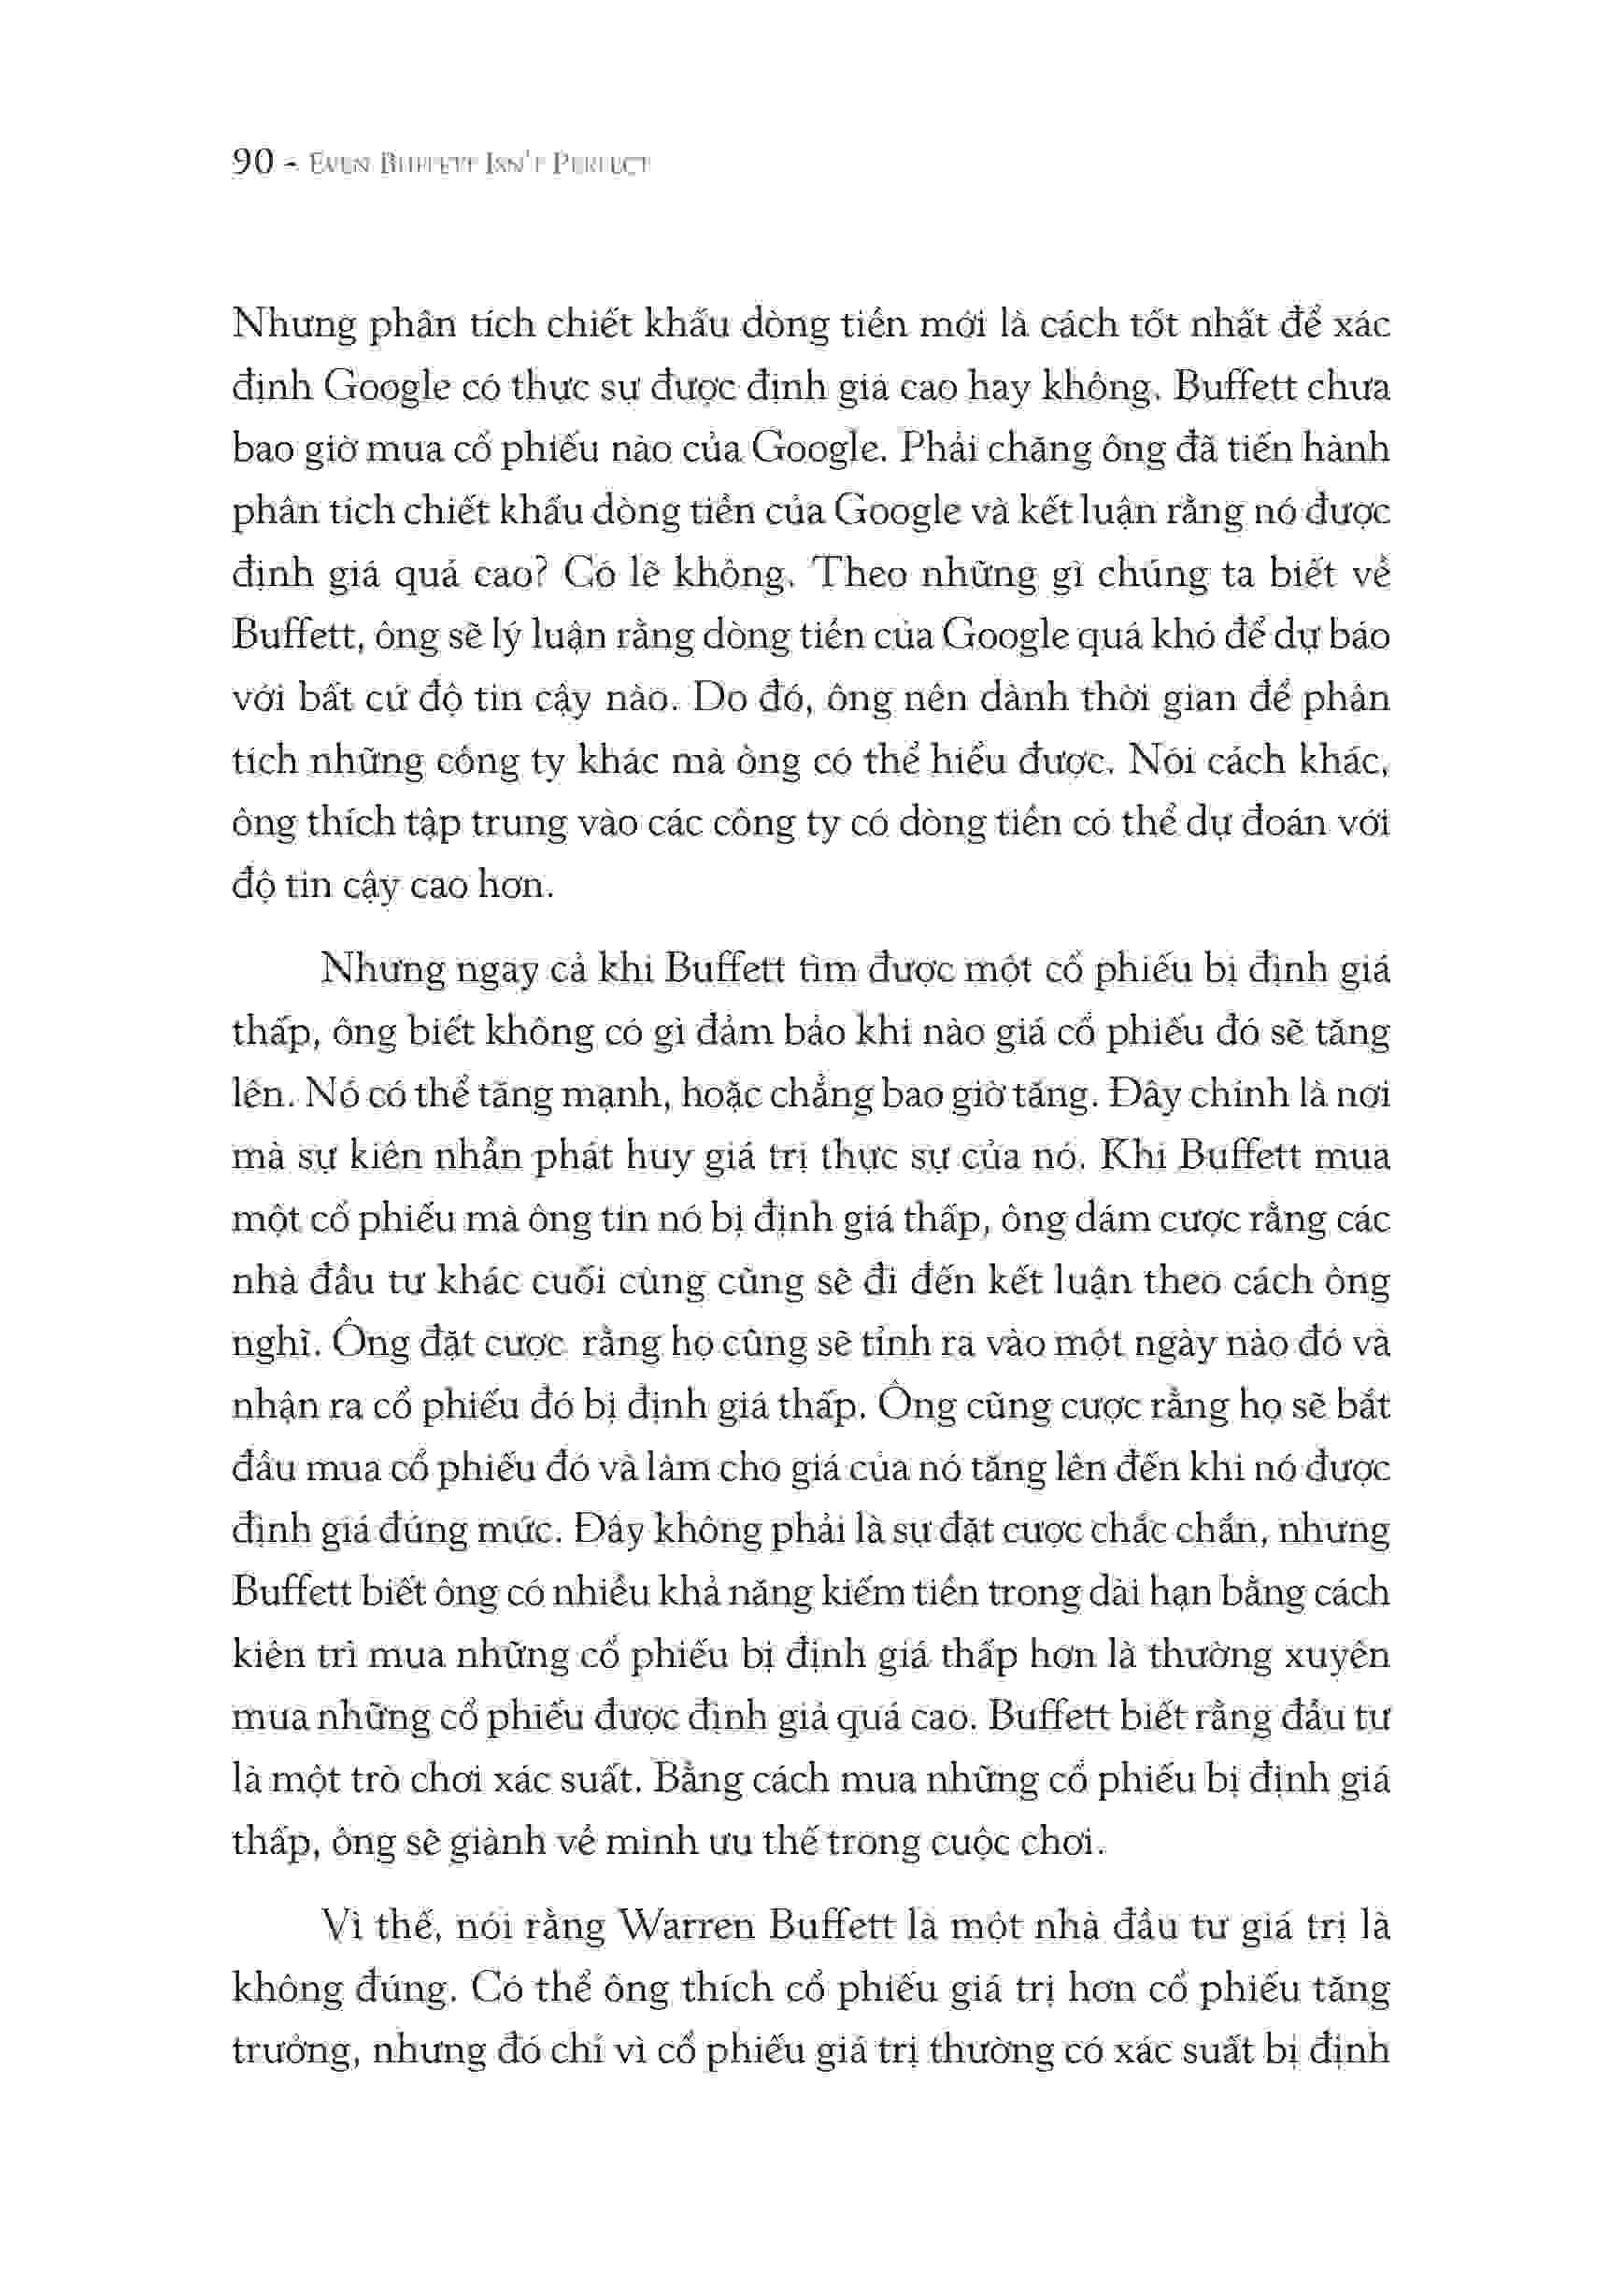 90 - EVEN BUFFETT ISN'T PERFECT
Nhưng phân tích chiết khấu dòng tiền mới là cách tốt nhất để xác
định Google có thực sự được định giá cao hay không. Buffett chưa
bao giờ mua cổ phiếu nào của Google. Phải chăng ông đã tiến hành
phân tích chiết khấu dòng tiền của Google và kết luận rằng nó được
định giá quá cao? Có lẽ không. Theo những gì chúng ta biết về
Buffett, ông sẽ lý luận rằng dòng tiền của Google quá khó để dự báo
với bất cứ độ tin cậy nào. Do đó, ông nên dành thời gian để phân
tích những công ty khác mà ông có thể hiểu được. Nói cách khác,
ông thích tập trung vào các công ty có dòng tiền có thể dự đoán với
độ tin cậy cao hơn.
Nhưng ngay cả khi Buffett tìm được một cổ phiếu bị định giá
thấp, ông biết không có gì đảm bảo khi nào giá cổ phiếu đó sẽ tăng
lên. Nó có thể tăng mạnh, hoặc chẳng bao giờ tăng. Đây chính là nơi
mà sự kiên nhẫn phát huy giá trị thực sự của nó. Khi Buffett mua
một cổ phiếu mà ông tin nó bị định giá thấp, ông dám cược rằng các
nhà đầu tư khác cuối cùng cũng sẽ đi đến kết luận theo cách ông
nghĩ. Ông đặt cược rằng họ cũng sẽ tỉnh ra vào một ngày nào đó và
nhận ra cổ phiếu đó bị định giá thấp. Ông cũng cược rằng họ sẽ bắt
đầu mua cổ phiếu đó và làm cho giá của nó tăng lên đến khi nó được
định giá đúng mức. Đây không phải là sự đặt cược chắc chắn, nhưng
Buffett biết ông có nhiều khả năng kiếm tiền trong dài hạn bằng cách
kiên trì mua những cổ phiếu bị định giá thấp hơn là thường xuyên
mua những cổ phiếu được định giá quá cao. Buffett biết rằng đầu tư
là một trò chơi xác suất. Bằng cách mua những cổ phiếu bị định giá
thấp, ông sẽ giành về mình ưu thế trong cuộc chơi.
Vì thế, nói rằng Warren Buffett là một nhà đầu tư giá trị là
không đúng. Có thể ông thích cổ phiếu giá trị hơn cổ phiếu tăng
trưởng, nhưng đó chỉ vì cổ phiếu giá trị thường có xác suất bị định